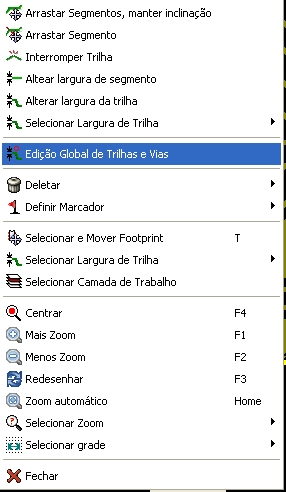 Arrastar Segmentos, manter inclinação
Arrastar Segmento
Interromper Trilha
Altear largura de segmento
Alterar largura da trilha
Selecionar Largura de Trilha
Edição Global de Trilhas e Vias
Deletar
Definir Marcador
Selecionar e Mover Footprint T
Selecionar Largura de Trilha
Selecionar Camada de Trabalho
Centrar F4
Mais Zoom F1
Menos Zoom F2
Redesenhar F3
Zoom automático Home
Selecionar Zoom
Selecionar grade
Fechar